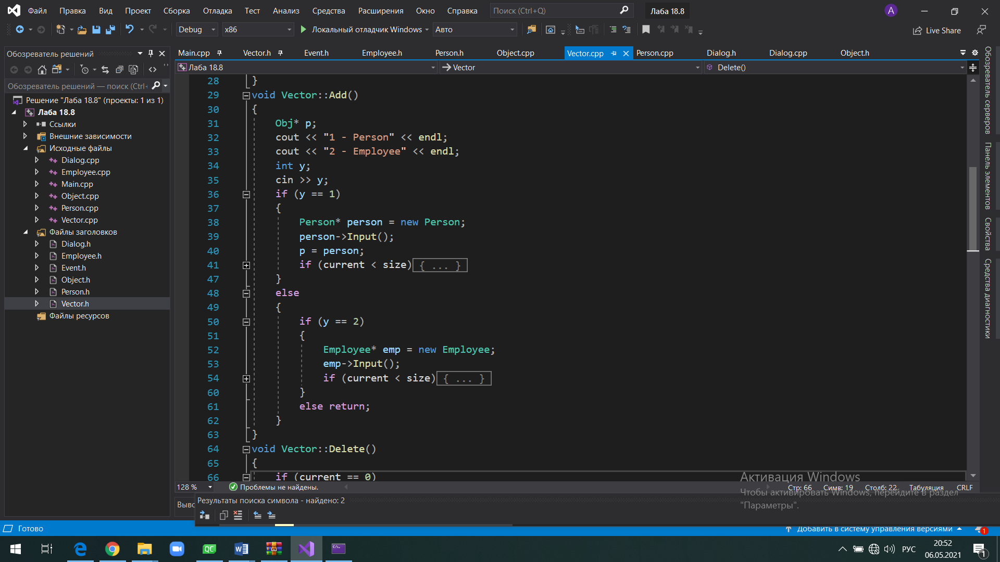 Файл Правка Вид Проект Сборка Отладка Тест Анализ Средства Расширения Окно Справка Поиск (Ctrl+Q) Лаба 18.8 A
Debug x86 Локальный отладчик Windows Авто Live Share
Обозреватель решений
Main.cpp Vector.h Event.h Employee.h Person.h Object.cpp Vector.cpp Person.cpp Dialog.h Dialog.cpp Object.h
Лаба 18.8 Vector Delete()
Обозреватель решений — поиск (Ctrl+
Решение "Лаба 18.8" (проекты: 1 из 1)
Лаба 18.8
Ссылки
Внешние зависимости
Исходные файлы
Dialog.cpp
Employee.cpp
Main.cpp
Object.cpp
Person.cpp
Vector.cpp
Файлы заголовков
Dialog.h
Employee.h
Event.h
Object.h
Person.h
Vector.h
Файлы ресурсов
28 }
29 void Vector::Add()
30 {
31 Obj* p;
32 cout << "1 - Person" << endl;
33 cout << "2 - Employee" << endl;
34 int y;
35 cin >> y;
36 if (y == 1)
37 {
38 Person* person = new Person;
39 person->Input();
40 p = person;
41 if (current < size){ ... }
47 }
48 else
49 {
50 if (y == 2)
51 {
52 Employee* emp = new Employee;
53 emp->Input();
54 if (current < size){ ... }
60 }
61 else return;
62 }
63 }
64 void Vector::Delete()
65 {
66 if (current == 0)
Обозреватель серверов
Панель элементов
Свойства
Средства диагностики
128 % Проблемы не найдены. Стр: 66 Симв: 19 Столб: 22 Табуляция CRLF
Активация Windows
Чтобы активировать Windows, перейдите в раздел
"Параметры".
Выво
Результаты поиска символа - найдено: 2
Готово Добавить в систему управления версиями 1
РУС 20:52
06.05.2021 1